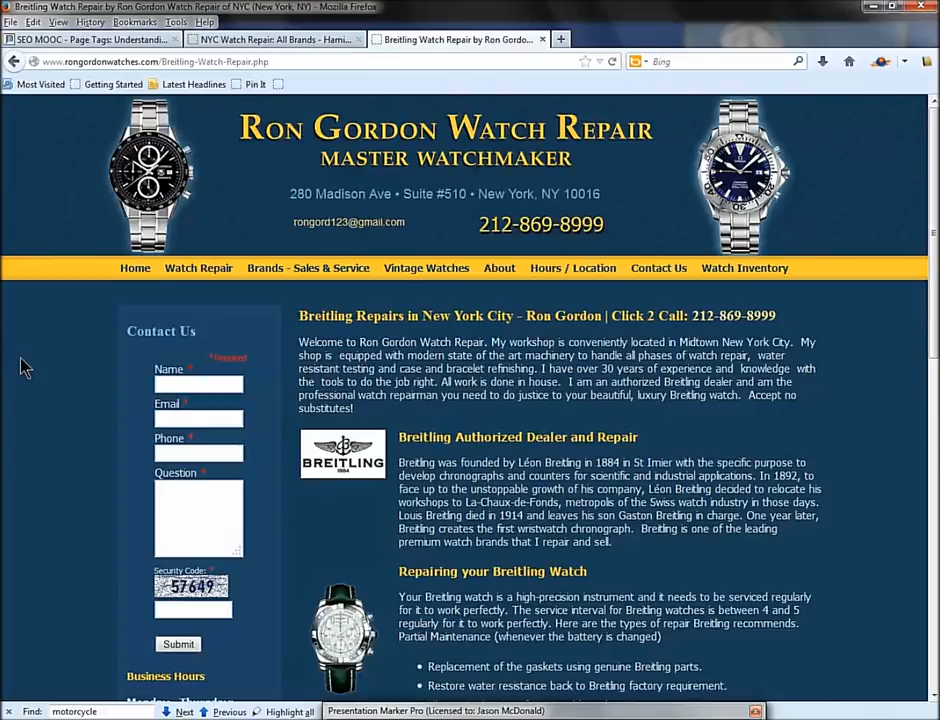 Breitling Watch Repair by Ron Gordon Watch Repair of NYC (New York, NY) - Mozilla Firefox
File Edit View History Bookmarks Tools Help
SEO MOOC - Page Tags: Understandi...
NYC Watch Repair: All Brands - Hami...
Breitling Watch Repair by Ron Gordo...
www.rongordonwatches.com/Breitling-Watch-Repair.php
Bing
Most Visited Getting Started Latest Headlines Pin It
RON GORDON WATCH REPAIR
MASTER WATCHMAKER
280 Madison Ave • Suite #510 • New York, NY 10016
rongord123@gmail.com 212-869-8999
Home Watch Repair Brands - Sales & Service Vintage Watches About Hours / Location Contact Us Watch Inventory
Contact Us
* Required
Name *
Email *
Phone *
Question *
Security Code: *
57649
Submit
Business Hours
Breitling Repairs in New York City - Ron Gordon | Click 2 Call: 212-869-8999
Welcome to Ron Gordon Watch Repair. My workshop is conveniently located in Midtown New York City. My
shop is equipped with modern state of the art machinery to handle all phases of watch repair, water
resistant testing and case and bracelet refinishing. I have over 30 years of experience and knowledge with
the tools to do the job right. All work is done in house. I am an authorized Breitling dealer and am the
professional watch repairman you need to do justice to your beautiful, luxury Breitling watch. Accept no
substitutes!
BREITLING
1884
Breitling Authorized Dealer and Repair
Breitling was founded by Léon Breitling in 1884 in St Imier with the specific purpose to
develop chronographs and counters for scientific and industrial applications. In 1892, to
face up to the unstoppable growth of his company, Léon Breitling decided to relocate his
workshops to La-Chaux-de-Fonds, metropolis of the Swiss watch industry in those days.
Louis Breitling died in 1914 and leaves his son Gaston Breitling in charge. One year later,
Breitling creates the first wristwatch chronograph. Breitling is one of the leading
premium watch brands that I repair and sell.
Repairing your Breitling Watch
Your Breitling watch is a high-precision instrument and it needs to be serviced regularly
for it to work perfectly. The service interval for Breitling watches is between 4 and 5
regularly for it to work perfectly. Here are the types of repair Breitling recommends.
Partial Maintenance (whenever the battery is changed)
• Replacement of the gaskets using genuine Breitling parts.
• Restore water resistance back to Breitling factory requirement.
Find: motorcycle Next Previous Highlight all
Presentation Marker Pro (Licensed to: Jason McDonald)